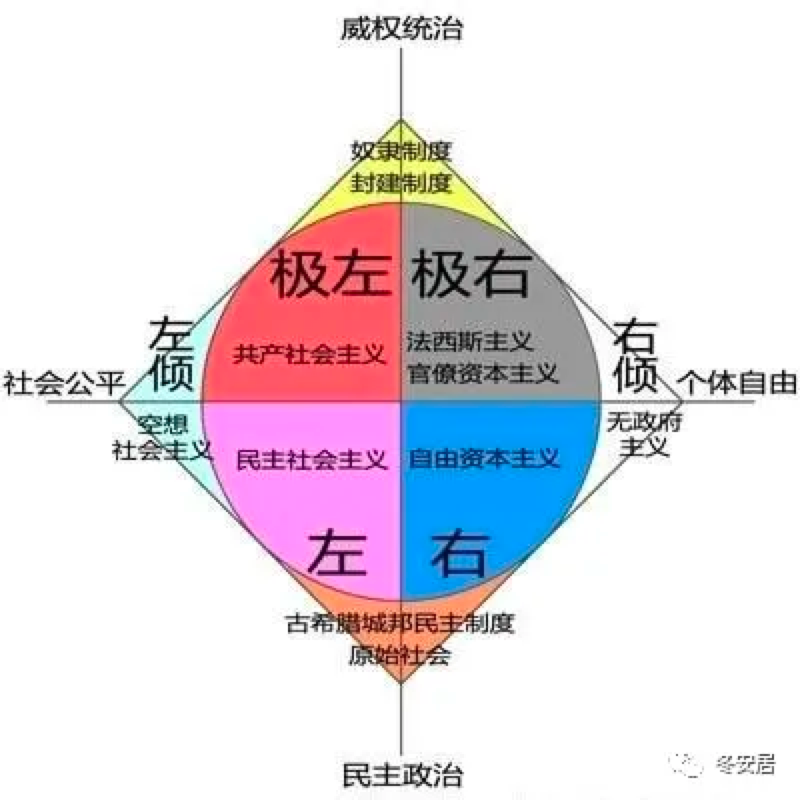 威权统治
奴隶制度
封建制度
极左 极右
左倾
右倾
共产社会主义
法西斯主义
官僚资本主义
社会公平
个体自由
空想
社会主义
无政府
主义
民主社会主义
自由资本主义
左 右
古希腊城邦民主制度
原始社会
民主政治
冬安居